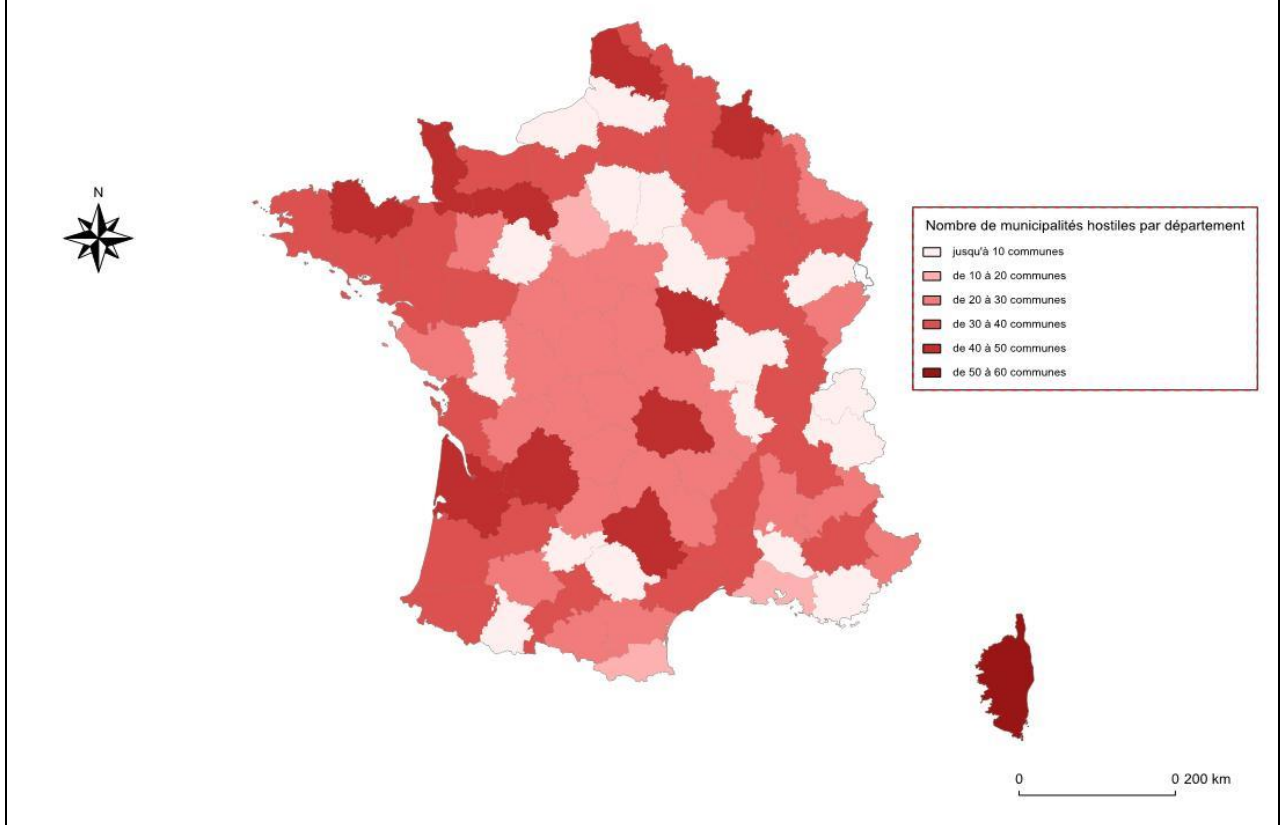 N
Nombre de municipalités hostiles par département
jusqu'à 10 communes
de 10 à 20 communes
de 20 à 30 communes
de 30 à 40 communes
de 40 à 50 communes
de 50 à 60 communes
0 0 200 km